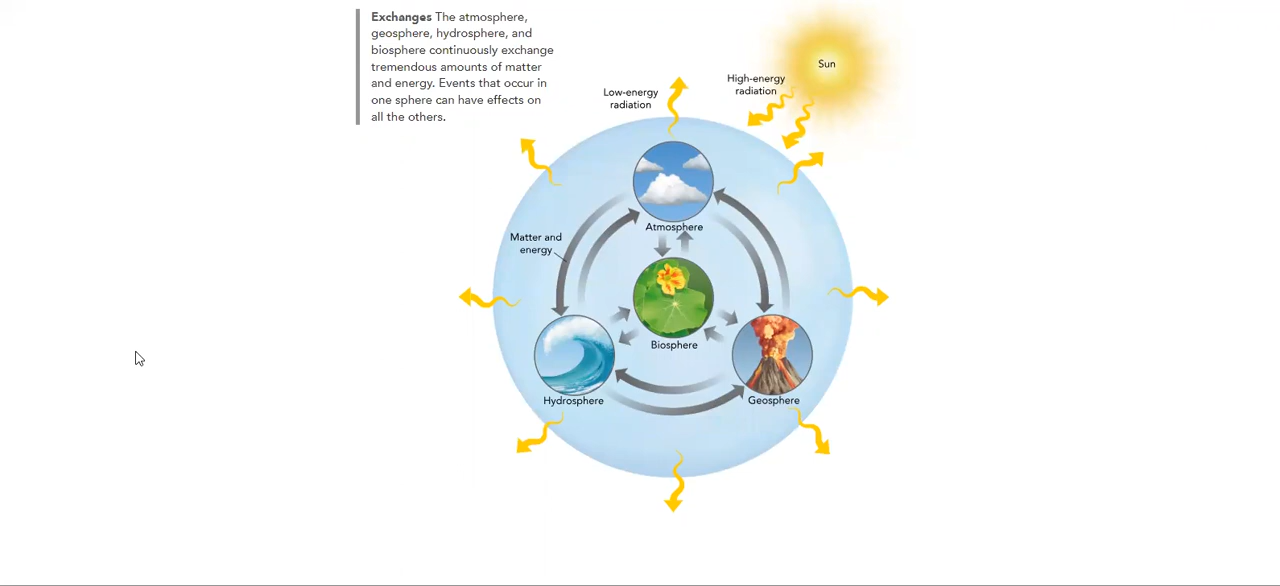 Exchanges The atmosphere,
geosphere, hydrosphere, and
biosphere continuously exchange
tremendous amounts of matter
and energy. Events that occur in
one sphere can have effects on
all the others.
Sun
High-energy
radiation
Low-energy
radiation
Atmosphere
Matter and
energy
Biosphere
Hydrosphere
Geosphere